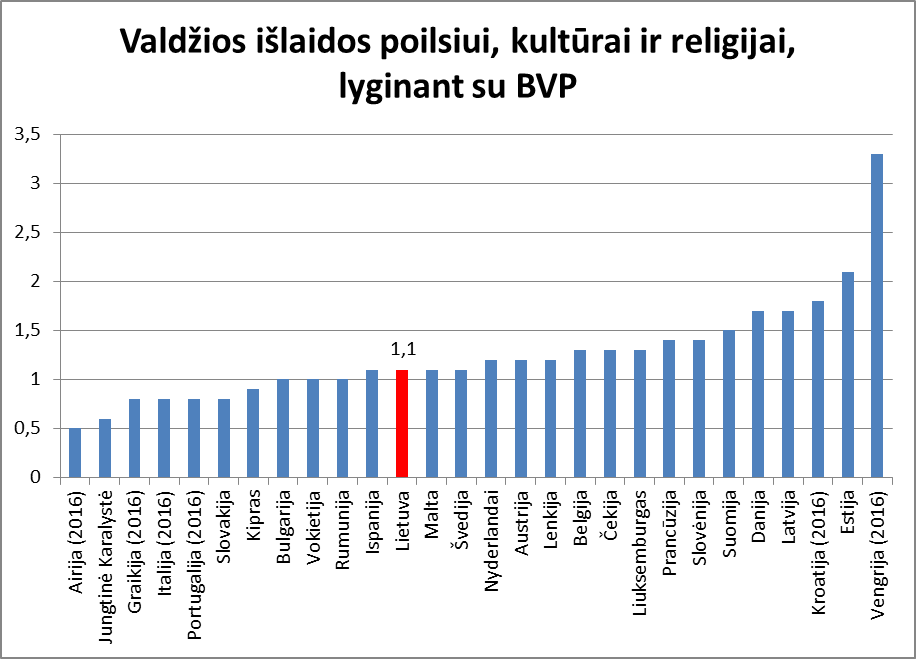 Valdžios išlaidos poilsiui, kultūrai ir religijai,
lyginant su BVP
3,5
3
2,5
2
1,5
1
0,5
0
1,1
Airija (2016)
Jungtinė Karalystė
Graikija (2016)
Italija (2016)
Portugalija (2016)
Slovakija
Kipras
Bulgarija
Vokietija
Rumunija
Ispanija
Lietuva
Malta
Švedija
Nyderlandai
Austrija
Lenkija
Belgija
Čekija
Liuksemburgas
Prancūzija
Slovėnija
Suomija
Danija
Latvija
Kroatija (2016)
Estija
Vengrija (2016)